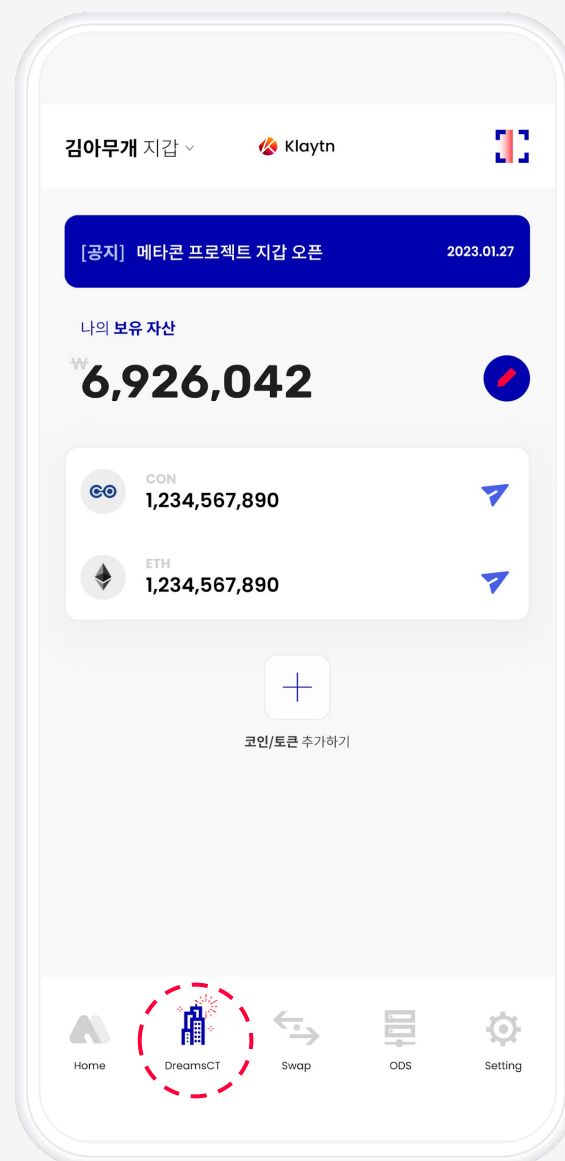 김아무개 지갑
Klaytn
[공지] 메타콘 프로젝트 지갑 오픈 2023.01.27
나의 보유 자산
₩6,926,042
CON
1,234,567,890
ETH
1,234,567,890
코인/토큰 추가하기
Home DreamsCT Swap ODS Setting